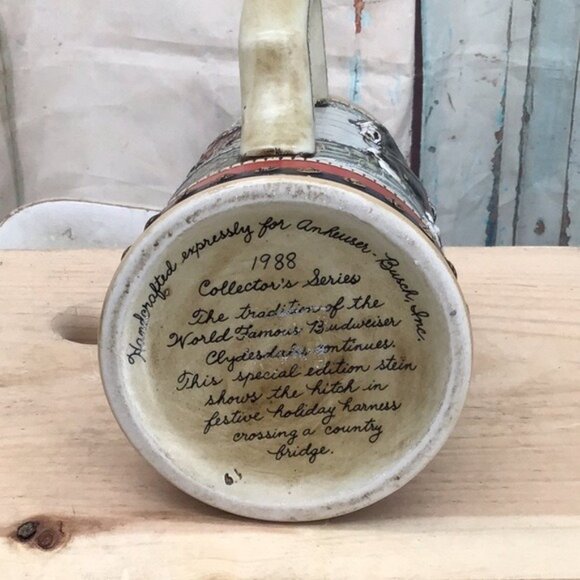 Handcrafted expressly for Anheuser-Busch, Inc.
1988
Collector's Series
The tradition of the
World Famous Budweiser
Clydesdales continues.
This special edition stein
shows the hitch in
festive holiday harness
crossing a country
bridge.